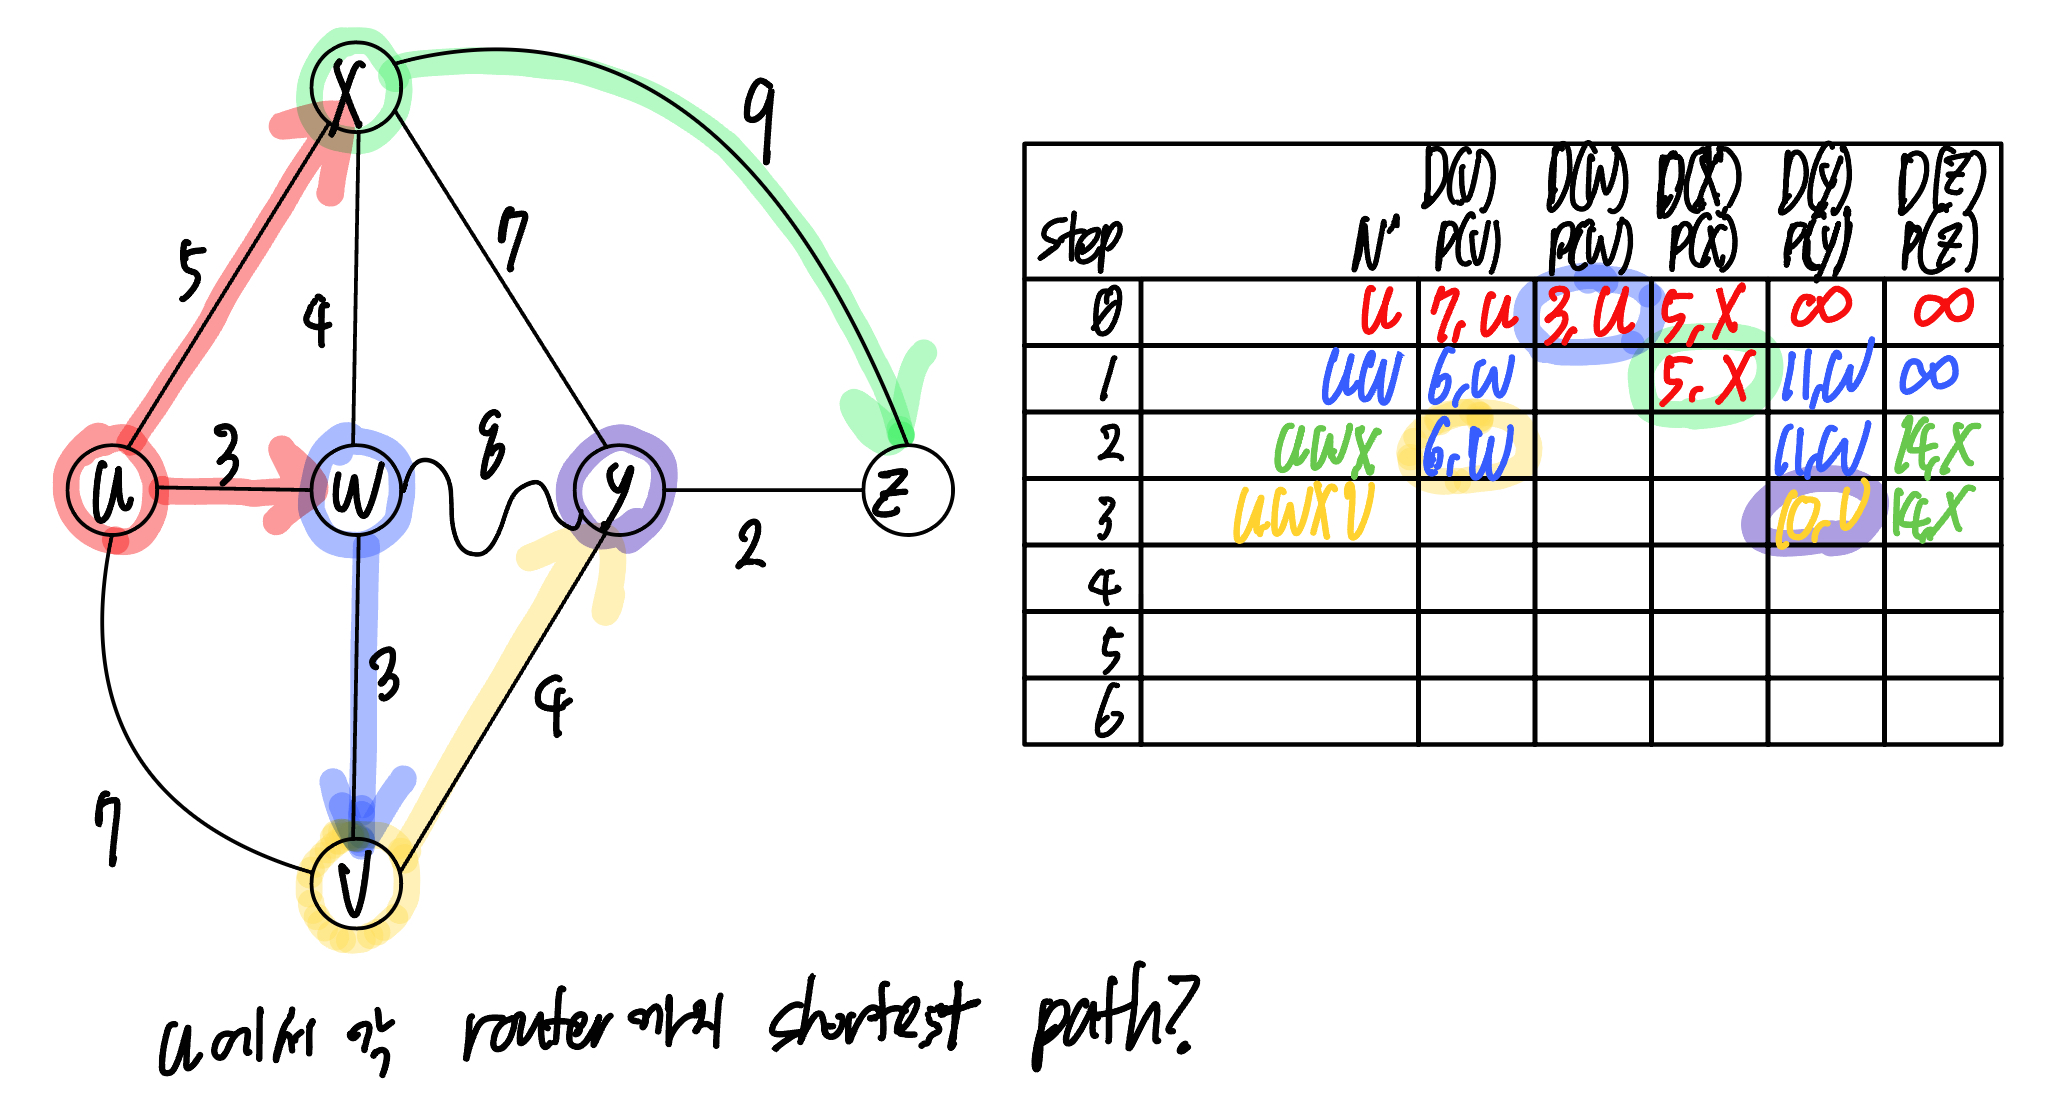 X
9
5
4
7
u
3
w
8
y
2
z
3
4
7
v
D(v) D(w) D(x) D(y) D(z)
step N' p(v) p(w) p(x) p(y) p(z)
0 u 7,u 3,u 5,x ∞ ∞
1 uw 6,w 5,x 11,w ∞
2 uwx 6,w 11,w 14,x
3 uwxv 10,v 14,x
4
5
6
u에서 각 router까의 shortest path?